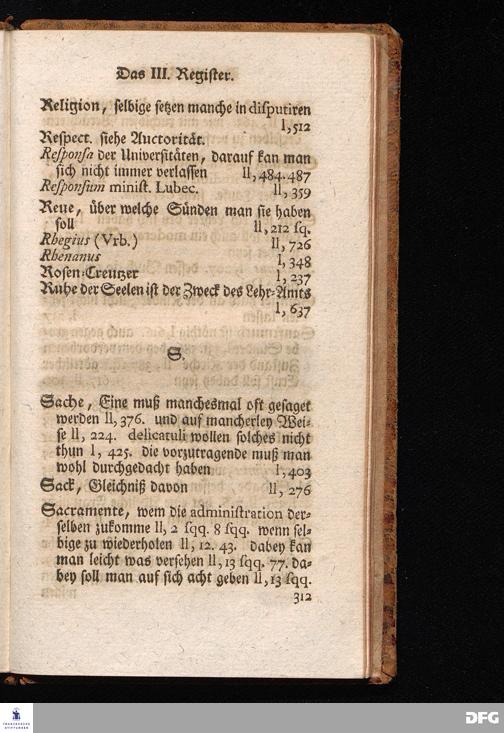 Das III. Register.
Religion, selbige setzen manche in disputiren
I, 512
Respect. siehe Auctorität.
Responsa der Universitäten, darauf kan man
sich nicht immer verlassen II, 484. 487
Responsum minist. Lubec. II, 359
Reue, über welche Sünden man sie haben
soll II, 212 sq.
Rhegius (Vrb.) II, 726
Rhenanus I, 348
Rosen-Creutzer I, 237
Ruhe der Seelen ist der Zweck des Lehr-Amts
I, 637
S.
Sache, Eine muß manchesmal oft gesaget
werden II, 376. und auf mancherley Wei-
se II, 224. delicatuli wollen solches nicht
thun I, 425. die vorzutragende muß man
wohl durchgedacht haben I, 403
Sack, Gleichniß davon II, 276
Sacramente, wem die administration der-
selben zukomme II, 2 sqq. 8 sqq. wenn sel-
bige zu wiederholen II, 12. 43. dabey kan
man leicht was versehen II, 13 sqq. 77. da-
bey soll man auf sich acht geben II, 13 sqq.
312
FRANCKESCHE
STIFTUNGEN
DFG